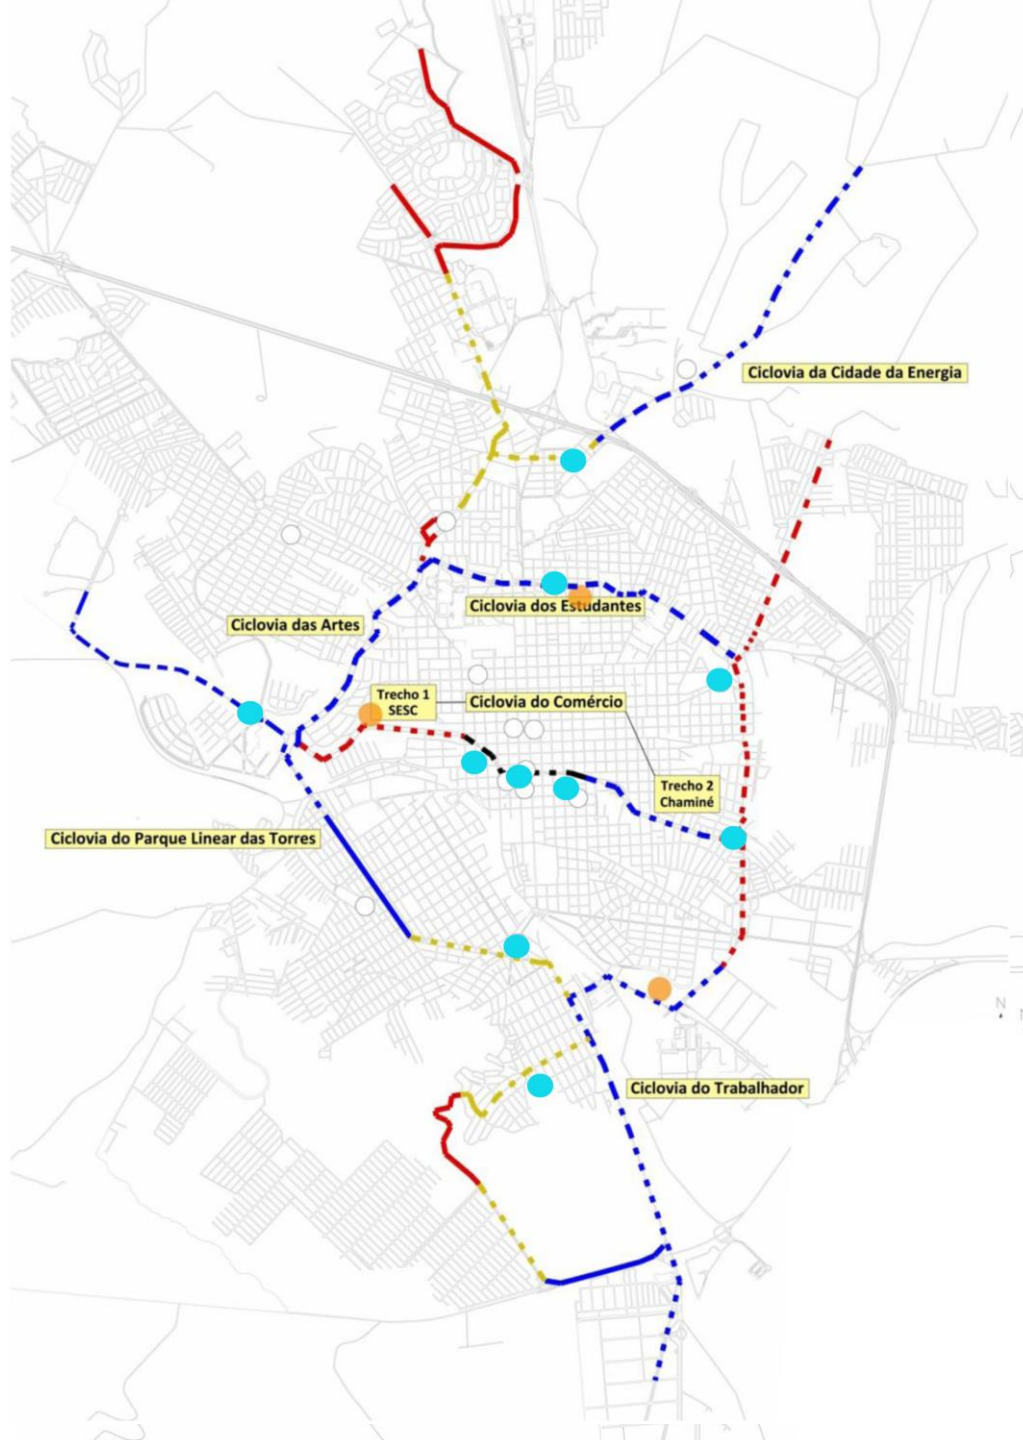 Ciclovia da Cidade da Energia
Ciclovia dos Estudantes
Ciclovia das Artes
Trecho 1
SESC
Ciclovia do Comércio
Trecho 2
Chaminé
Ciclovia do Parque Linear das Torres
N
N
Ciclovia do Trabalhador